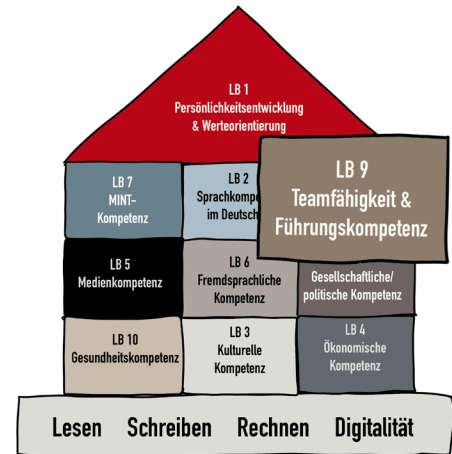 LB 1
Persönlichkeitsentwicklung
& Werteorientierung
LB 7
MINT-
Kompetenz
LB 2
im Deutsch
LB 9
Teamfähigkeit &
Führungskompetenz
LB 5
Medienkompetenz
LB 6
Fremdsprachliche
Kompetenz
Gesellschaftliche/
politische Kompetenz
LB 10
Gesundheitskompetenz
LB 3
Kulturelle
Kompetenz
LB 4
Ökonomische
Kompetenz
Lesen Schreiben Rechnen Digitalität